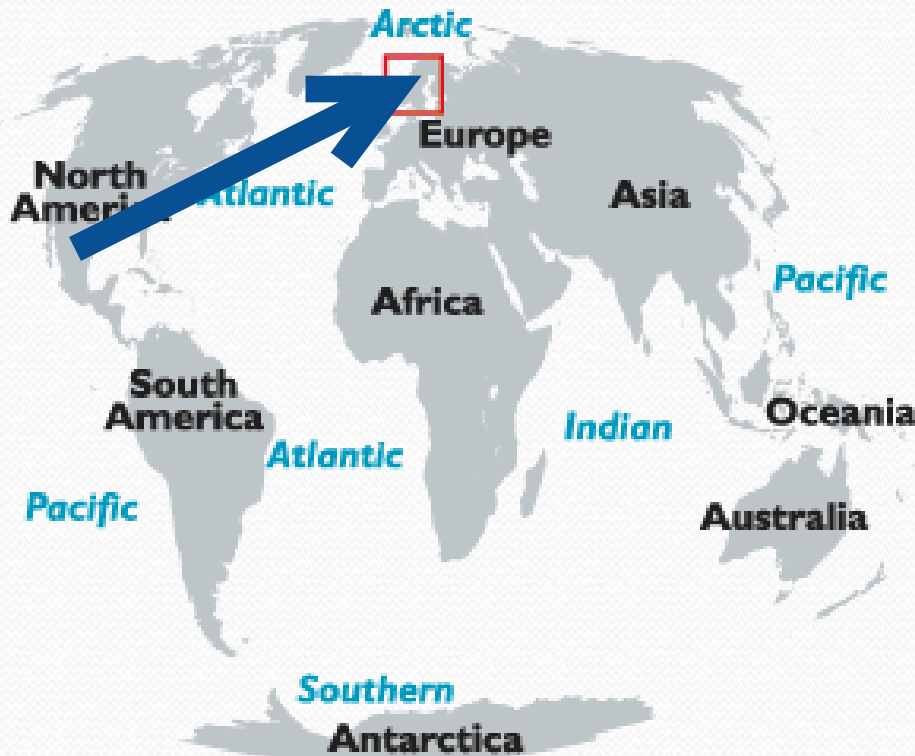 Arctic
Europe
North
America
Atlantic
Asia
Pacific
Africa
South
America
Oceania
Indian
Atlantic
Pacific
Australia
Southern
Antarctica